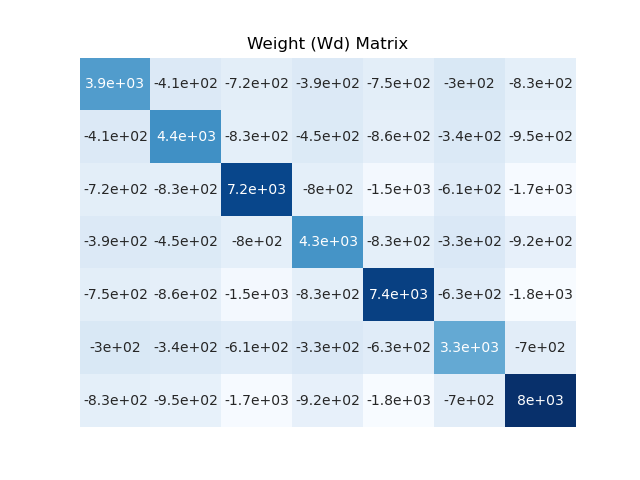 Weight (Wd) Matrix
3.9e+03 -4.1e+02 -7.2e+02 -3.9e+02 -7.5e+02 -3e+02 -8.3e+02
-4.1e+02 4.4e+03 -8.3e+02 -4.5e+02 -8.6e+02 -3.4e+02 -9.5e+02
-7.2e+02 -8.3e+02 7.2e+03 -8e+02 -1.5e+03 -6.1e+02 -1.7e+03
-3.9e+02 -4.5e+02 -8e+02 4.3e+03 -8.3e+02 -3.3e+02 -9.2e+02
-7.5e+02 -8.6e+02 -1.5e+03 -8.3e+02 7.4e+03 -6.3e+02 -1.8e+03
-3e+02 -3.4e+02 -6.1e+02 -3.3e+02 -6.3e+02 3.3e+03 -7e+02
-8.3e+02 -9.5e+02 -1.7e+03 -9.2e+02 -1.8e+03 -7e+02 8e+03